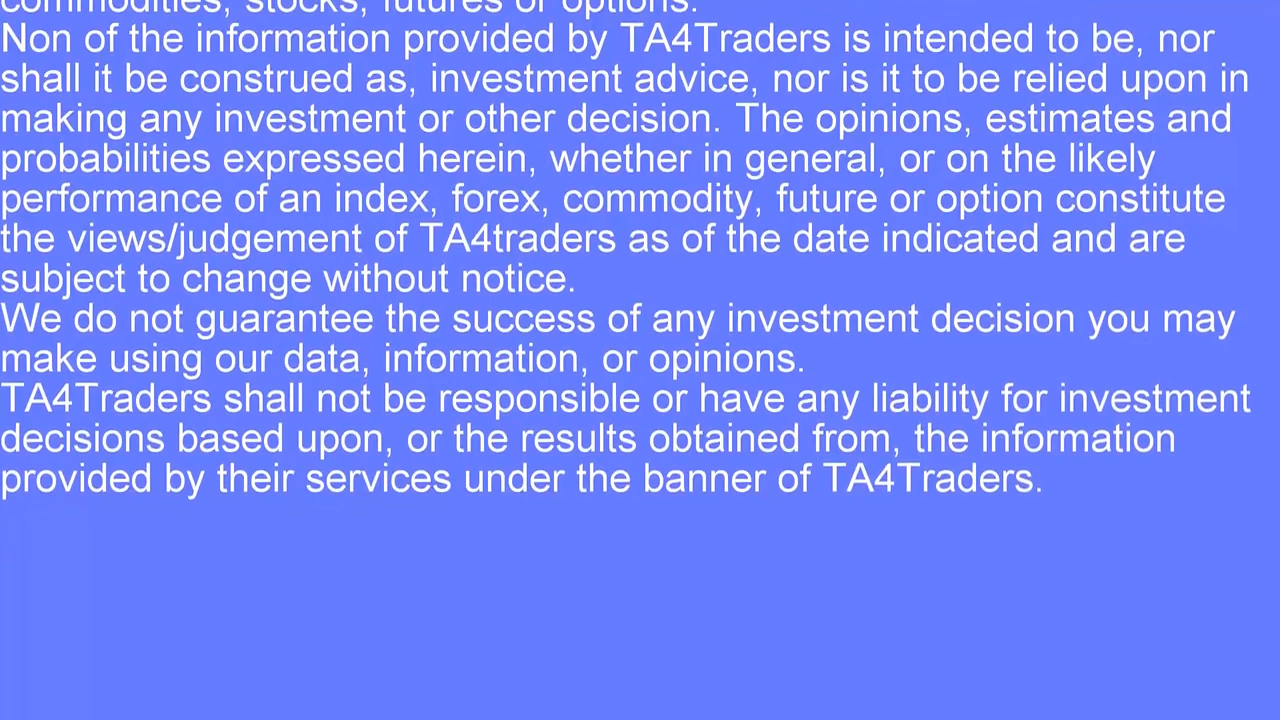 commodities, stocks, futures or options.
Non of the information provided by TA4Traders is intended to be, nor
shall it be construed as, investment advice, nor is it to be relied upon in
making any investment or other decision. The opinions, estimates and
probabilities expressed herein, whether in general, or on the likely
performance of an index, forex, commodity, future or option constitute
the views/judgement of TA4traders as of the date indicated and are
subject to change without notice.
We do not guarantee the success of any investment decision you may
make using our data, information, or opinions.
TA4Traders shall not be responsible or have any liability for investment
decisions based upon, or the results obtained from, the information
provided by their services under the banner of TA4Traders.